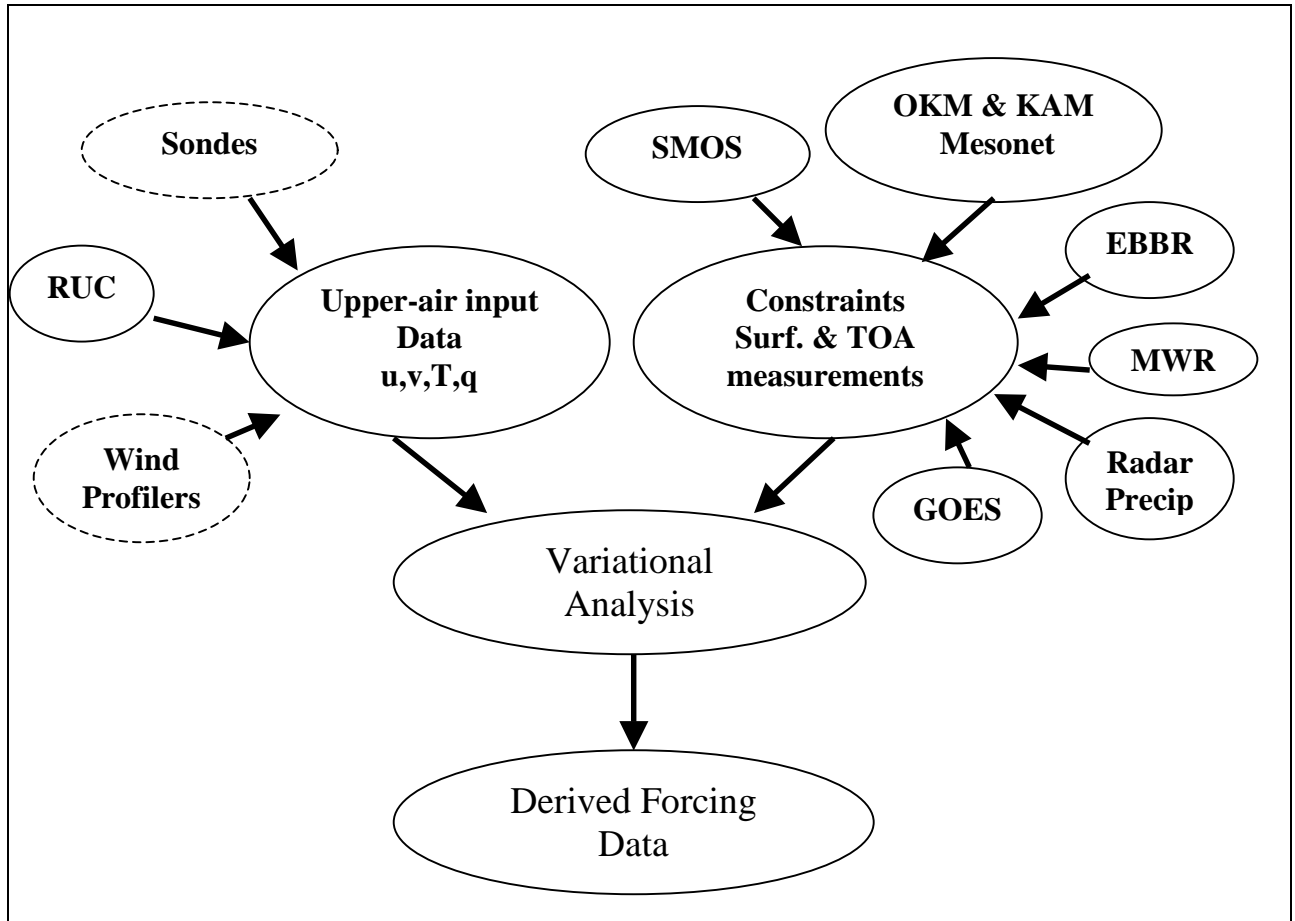 Sondes
SMOS
OKM & KAM
Mesonet
RUC
EBBR
Upper-air input
Data
u,v,T,q
Constraints
Surf. & TOA
measurements
MWR
Wind
Profilers
GOES
Radar
Precip
Variational
Analysis
Derived Forcing
Data